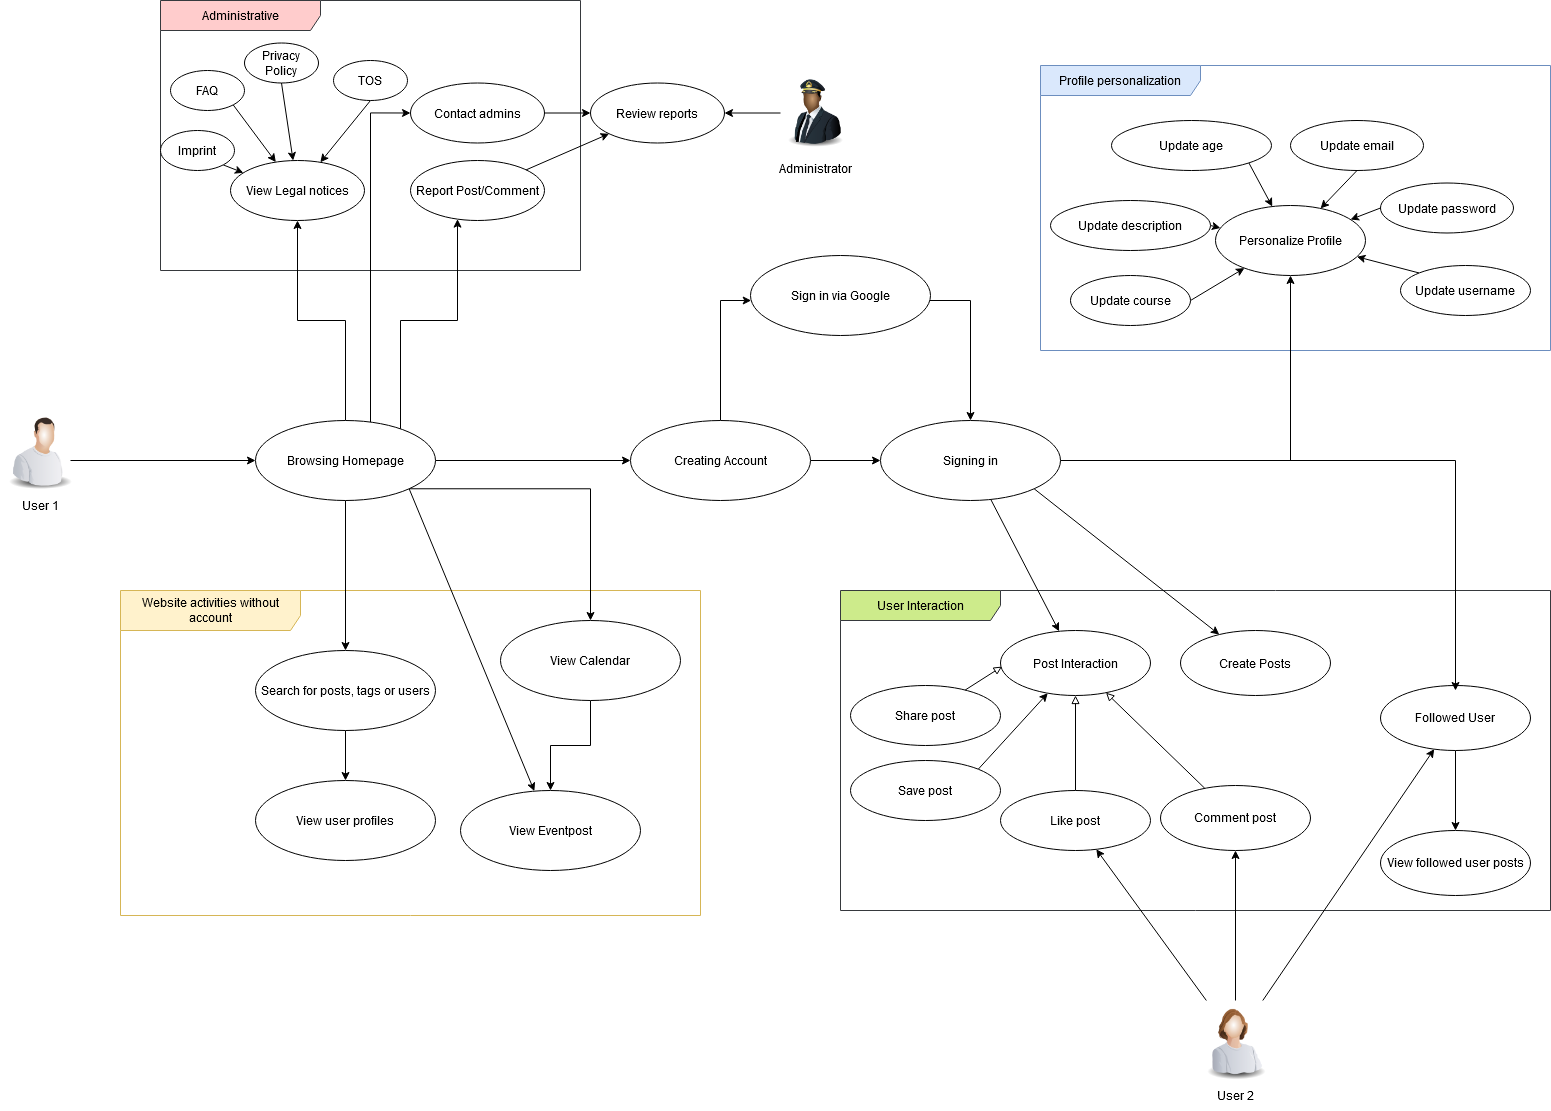 Administrative
Privacy
Policy
TOS
FAQ
Imprint
View Legal notices
Contact admins
Report Post/Comment
Review reports
Administrator
Profile personalization
Update age
Update email
Update description
Update password
Personalize Profile
Update course
Update username
Sign in via Google
User 1
Browsing Homepage
Creating Account
Signing in
Website activities without
account
View Calendar
Search for posts, tags or users
View user profiles
View Eventpost
User Interaction
Post Interaction
Create Posts
Share post
Followed User
Save post
Like post
Comment post
View followed user posts
User 2